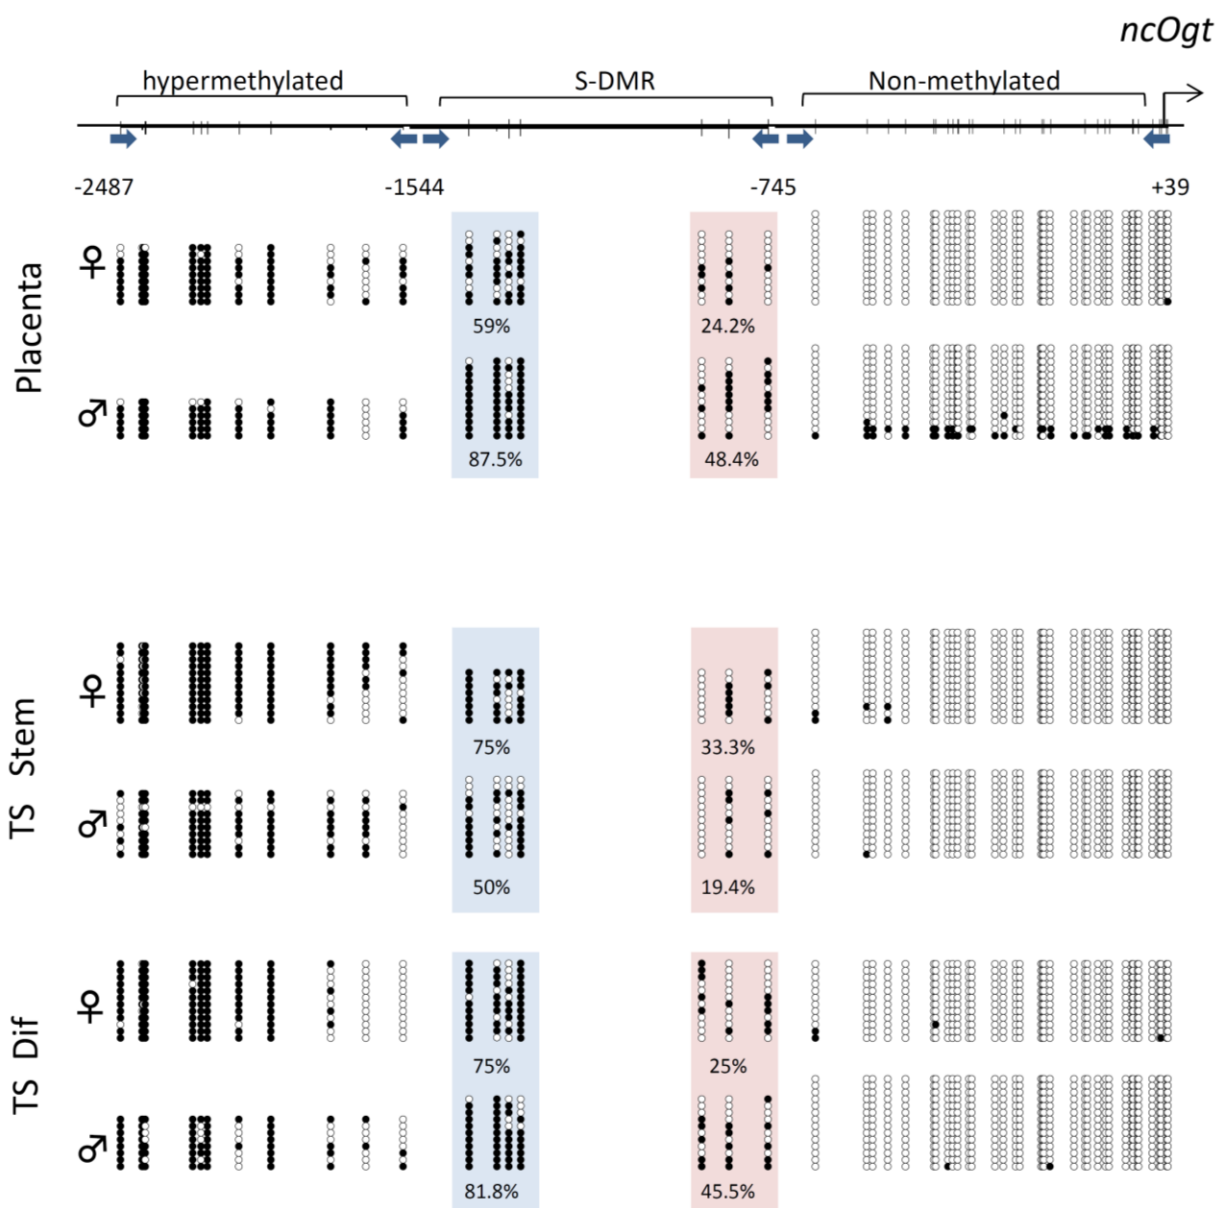 ncOgt
hypermethylated S-DMR Non-methylated
-2487 -1544 -745 +39
Placenta
♀
59% 24.2%
♂
87.5% 48.4%
TS Stem
♀
75% 33.3%
♂
50% 19.4%
TS Dif
♀
75% 25%
♂
81.8% 45.5%